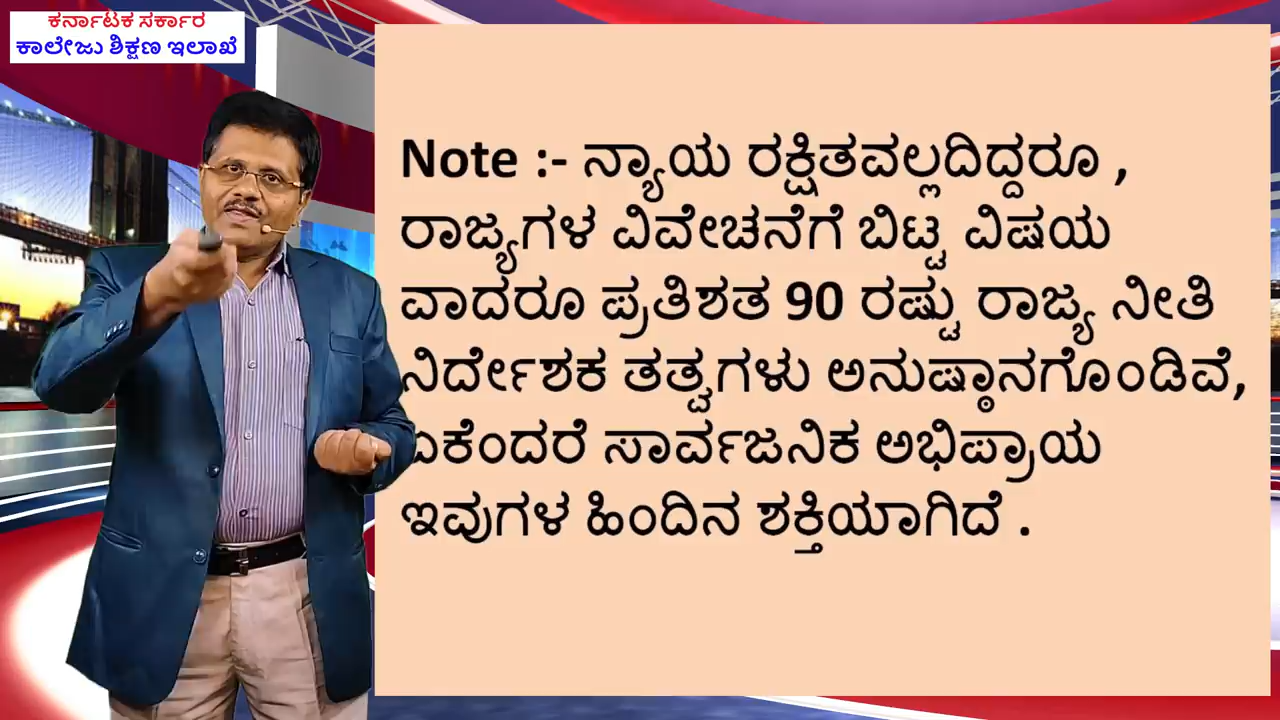 ಕರ್ನಾಟಕ ಸರ್ಕಾರ
ಕಾಲೇಜು ಶಿಕ್ಷಣ ಇಲಾಖೆ
Note :- ನ್ಯಾಯ ರಕ್ಷಿತವಲ್ಲದಿದ್ದರೂ ,
ರಾಜ್ಯಗಳ ವಿವೇಚನೆಗೆ ಬಿಟ್ಟ ವಿಷಯ
ವಾದರೂ ಪ್ರತಿಶತ 90 ರಷ್ಟು ರಾಜ್ಯ ನೀತಿ
ನಿರ್ದೇಶಕ ತತ್ವಗಳು ಅನುಷ್ಠಾನಗೊಂಡಿವೆ,
ಏಕೆಂದರೆ ಸಾರ್ವಜನಿಕ ಅಭಿಪ್ರಾಯ
ಇವುಗಳ ಹಿಂದಿನ ಶಕ್ತಿಯಾಗಿದೆ .